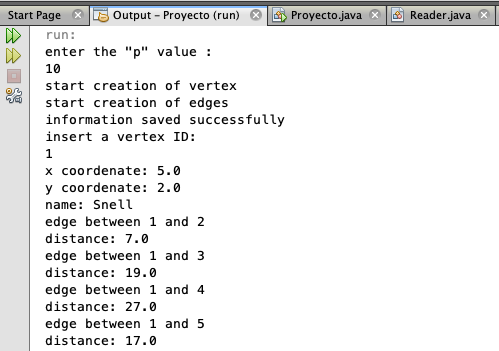 Start Page
Output – Proyecto (run)
Proyecto.java
Reader.java
run:
enter the "p" value :
10
start creation of vertex
start creation of edges
information saved successfully
insert a vertex ID:
1
x coordenate: 5.0
y coordenate: 2.0
name: Snell
edge between 1 and 2
distance: 7.0
edge between 1 and 3
distance: 19.0
edge between 1 and 4
distance: 27.0
edge between 1 and 5
distance: 17.0